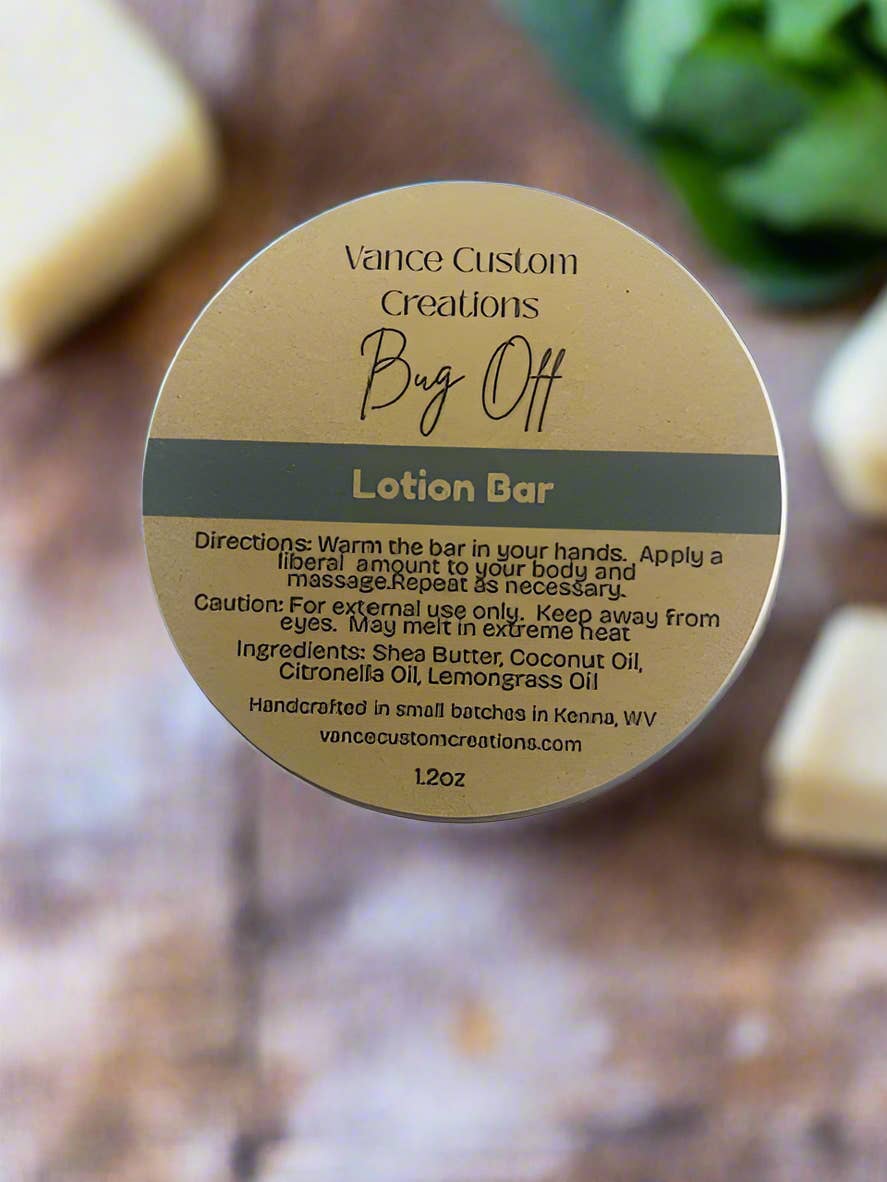 Vance Custom
Creations
Bug Off
Lotion Bar
Directions: Warm the bar in your hands. Apply a
liberal amount to your body and
massage.Repeat as necessary.
Caution: For external use only. Keep away from
eyes. May melt in extreme heat
Ingredients: Shea Butter, Coconut Oil,
Citronella Oil, Lemongrass Oil
Handcrafted in small batches in Kenna, WV
vancecustomcreations.com
1.2oz